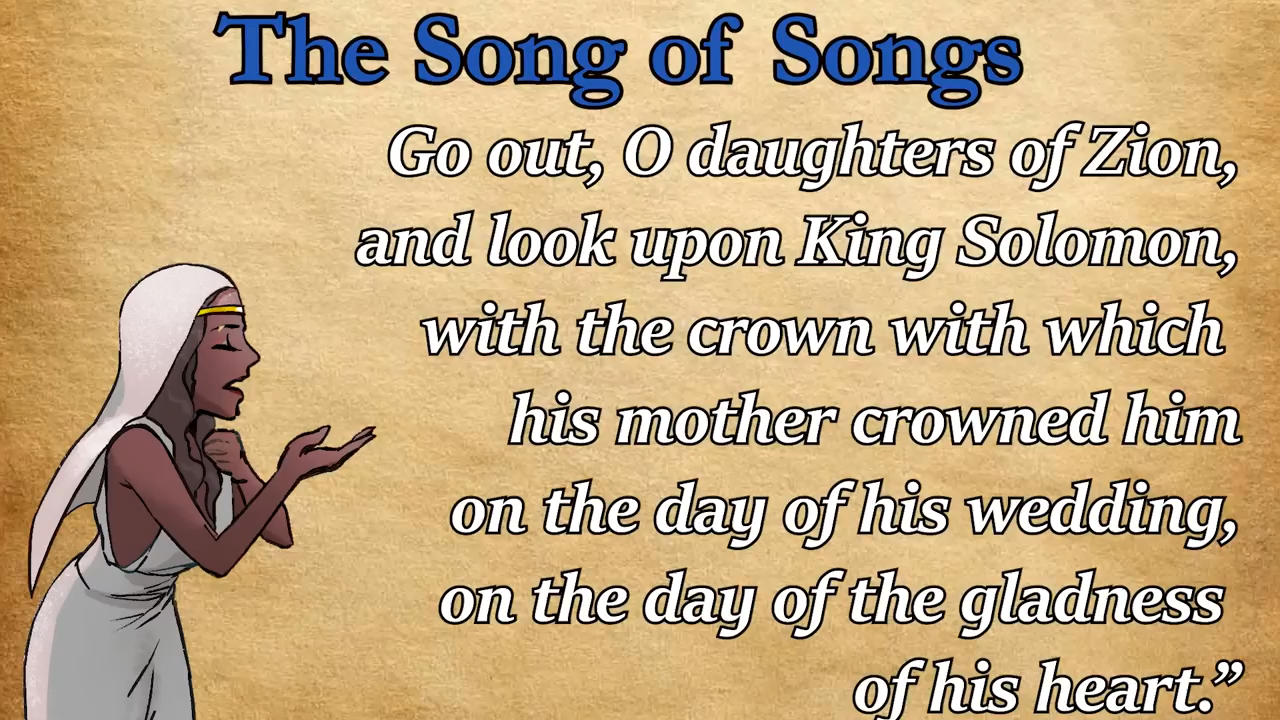 The Song of Songs
Go out, O daughters of Zion,
and look upon King Solomon,
with the crown with which
his mother crowned him
on the day of his wedding,
on the day of the gladness
of his heart.”